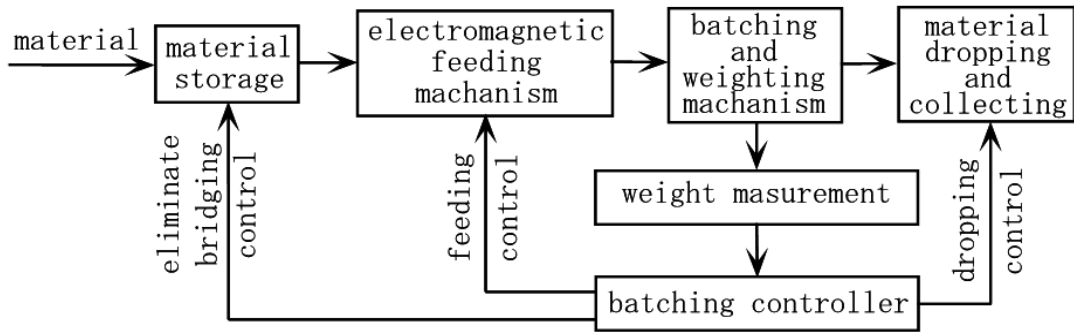 material
material
storage
electromagnetic
feeding
machanism
batching
and
weighting
machanism
material
dropping
and
collecting
eliminate
bridging
control
feeding
control
weight masurement
dropping
control
batching controller